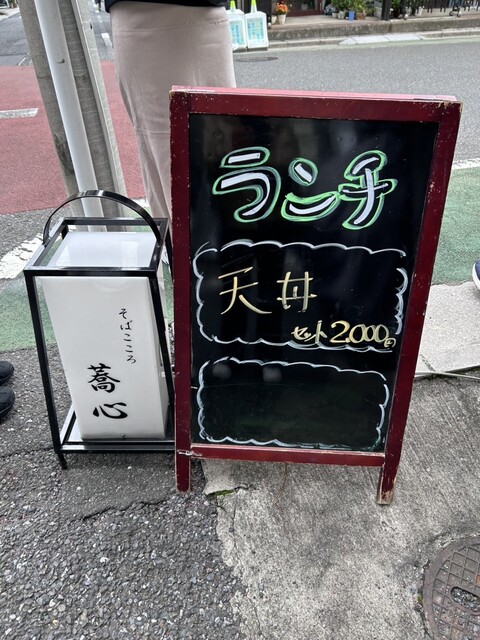 ランチ
天丼
セット2.000円
そばこころ
蕎心